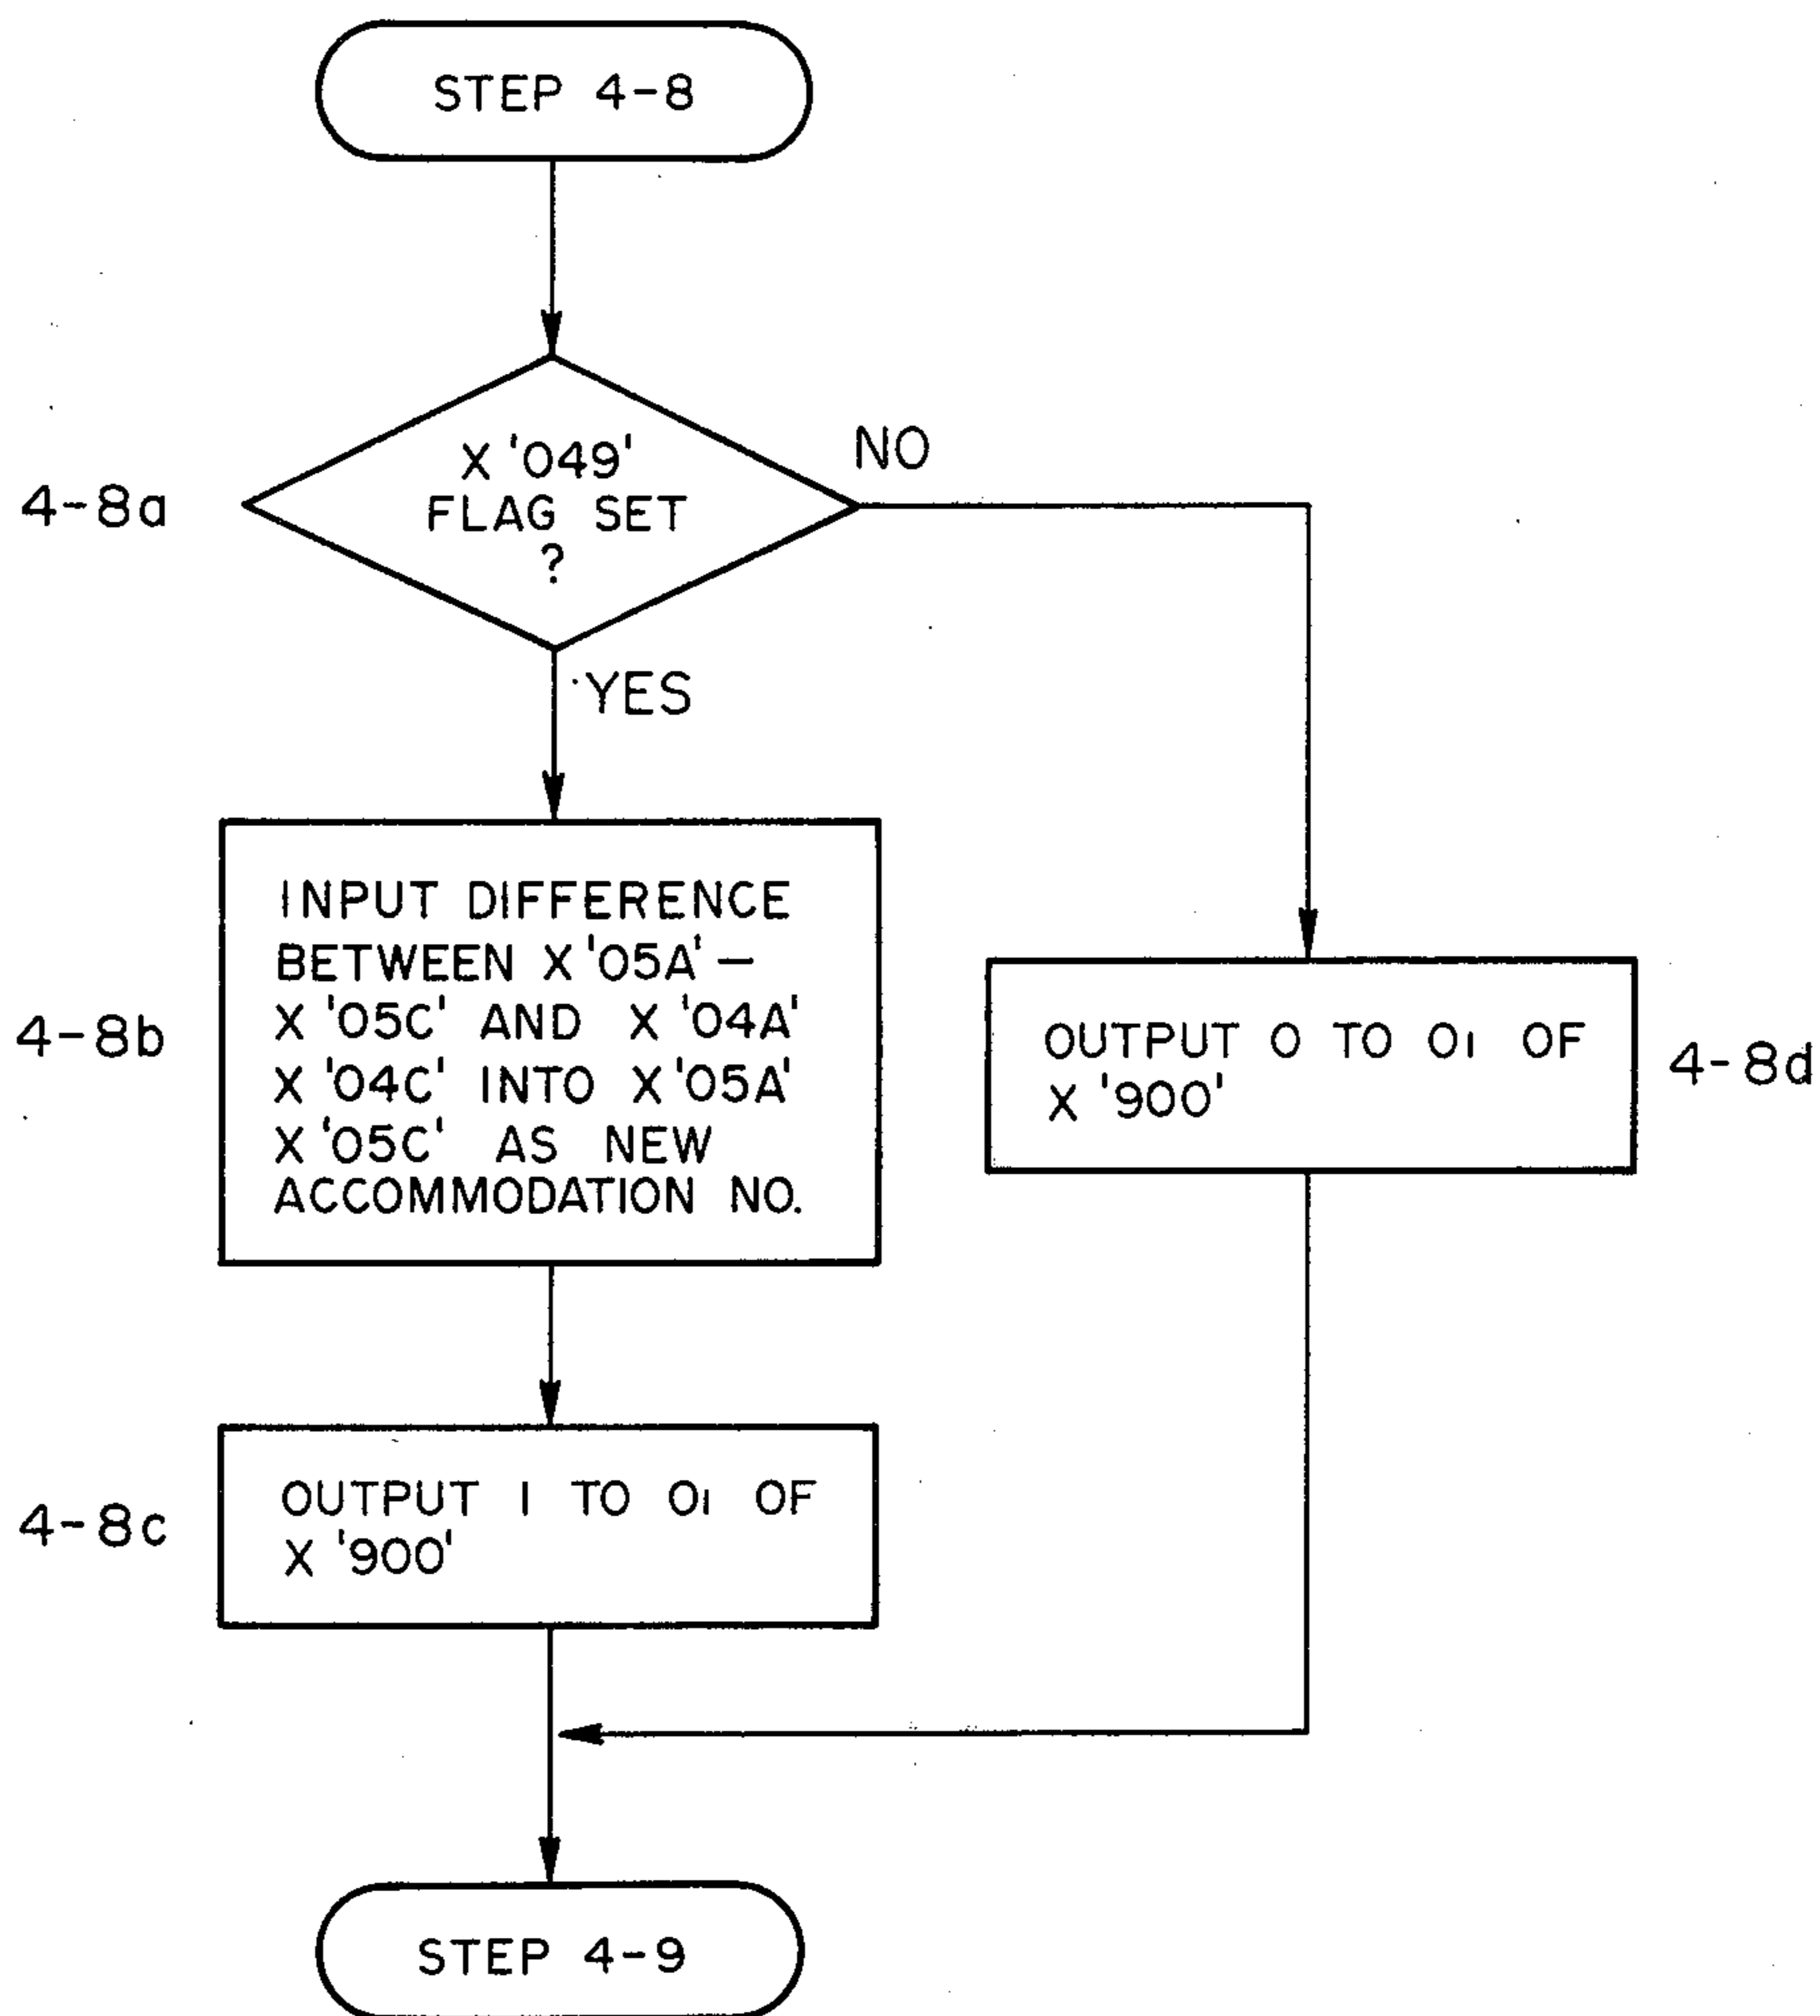 STEP 4-8
X '049'
FLAG SET
?
NO
4-8a
YES
INPUT DIFFERENCE
BETWEEN X '05A' —
X '05C' AND X '04A'
X '04C' INTO X '05A'
X '05C' AS NEW
ACCOMMODATION NO.
4-8b
OUTPUT 0 TO O1 OF
X '900'
4-8d
OUTPUT 1 TO O1 OF
X '900'
4-8c
STEP 4-9